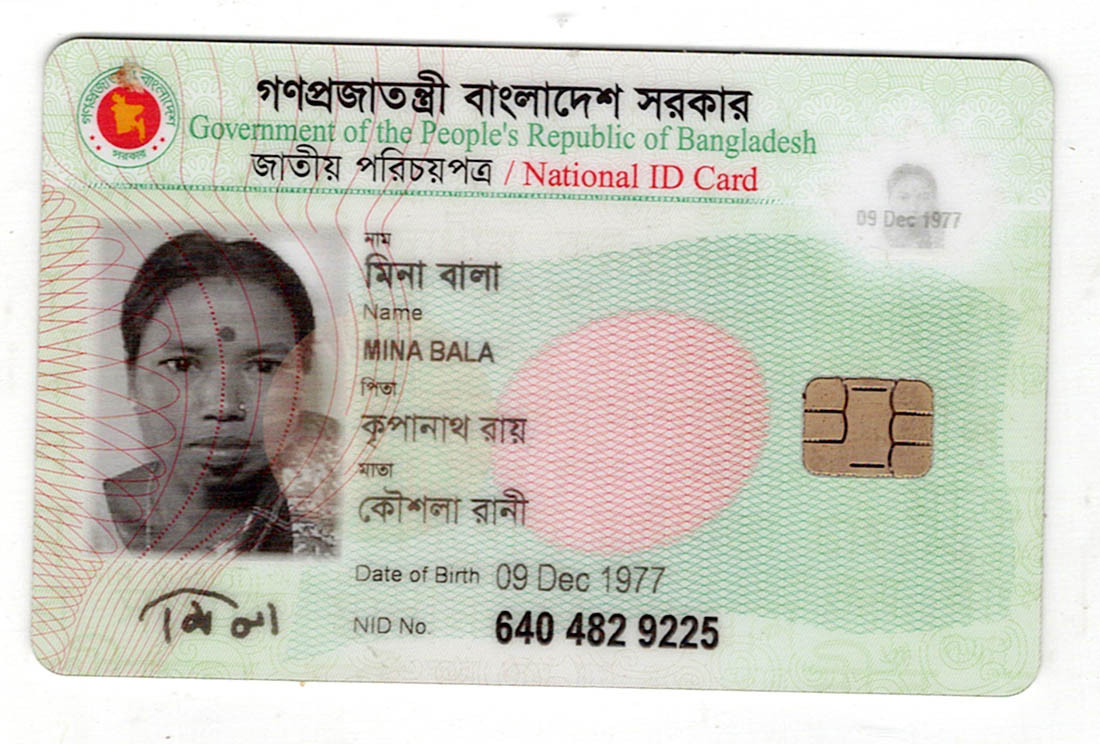 গণপ্রজাতন্ত্রী বাংলাদেশ সরকার
Government of the People's Republic of Bangladesh
জাতীয় পরিচয়পত্র / National ID Card
গণপ্রজাতন্ত্রী বাংলাদেশ
সরকার
09 Dec 1977
নাম
মিনা বালা
Name
MINA BALA
পিতা
কৃপানাথ রায়
মাতা
কৌশলা রানী
Date of Birth 09 Dec 1977
NID No. 640 482 9225